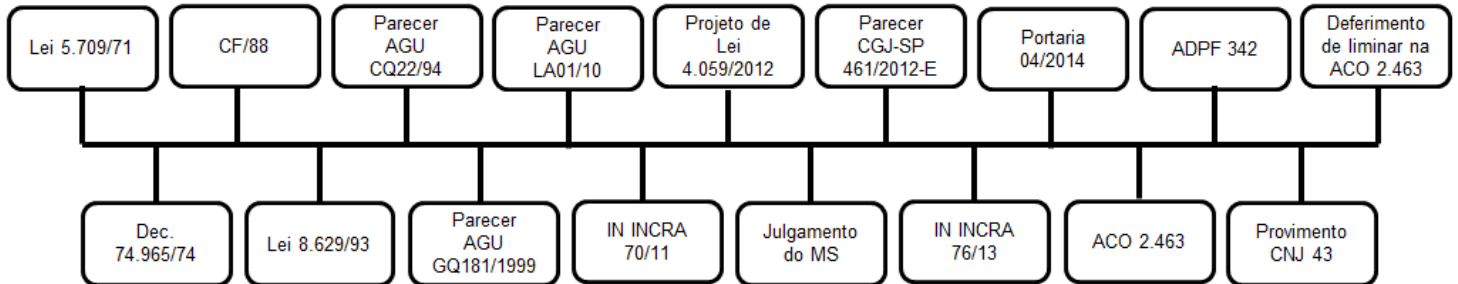 Lei 5.709/71
CF/88
Parecer
AGU
CQ22/94
Parecer
AGU
LA01/10
Projeto de
Lei
4.059/2012
Parecer
CGJ-SP
461/2012-E
Portaria
04/2014
ADPF 342
Deferimento
de liminar na
ACO 2.463
Dec.
74.965/74
Lei 8.629/93
Parecer
AGU
GQ181/1999
IN INCRA
70/11
Julgamento
do MS
IN INCRA
76/13
ACO 2.463
Provimento
CNJ 43